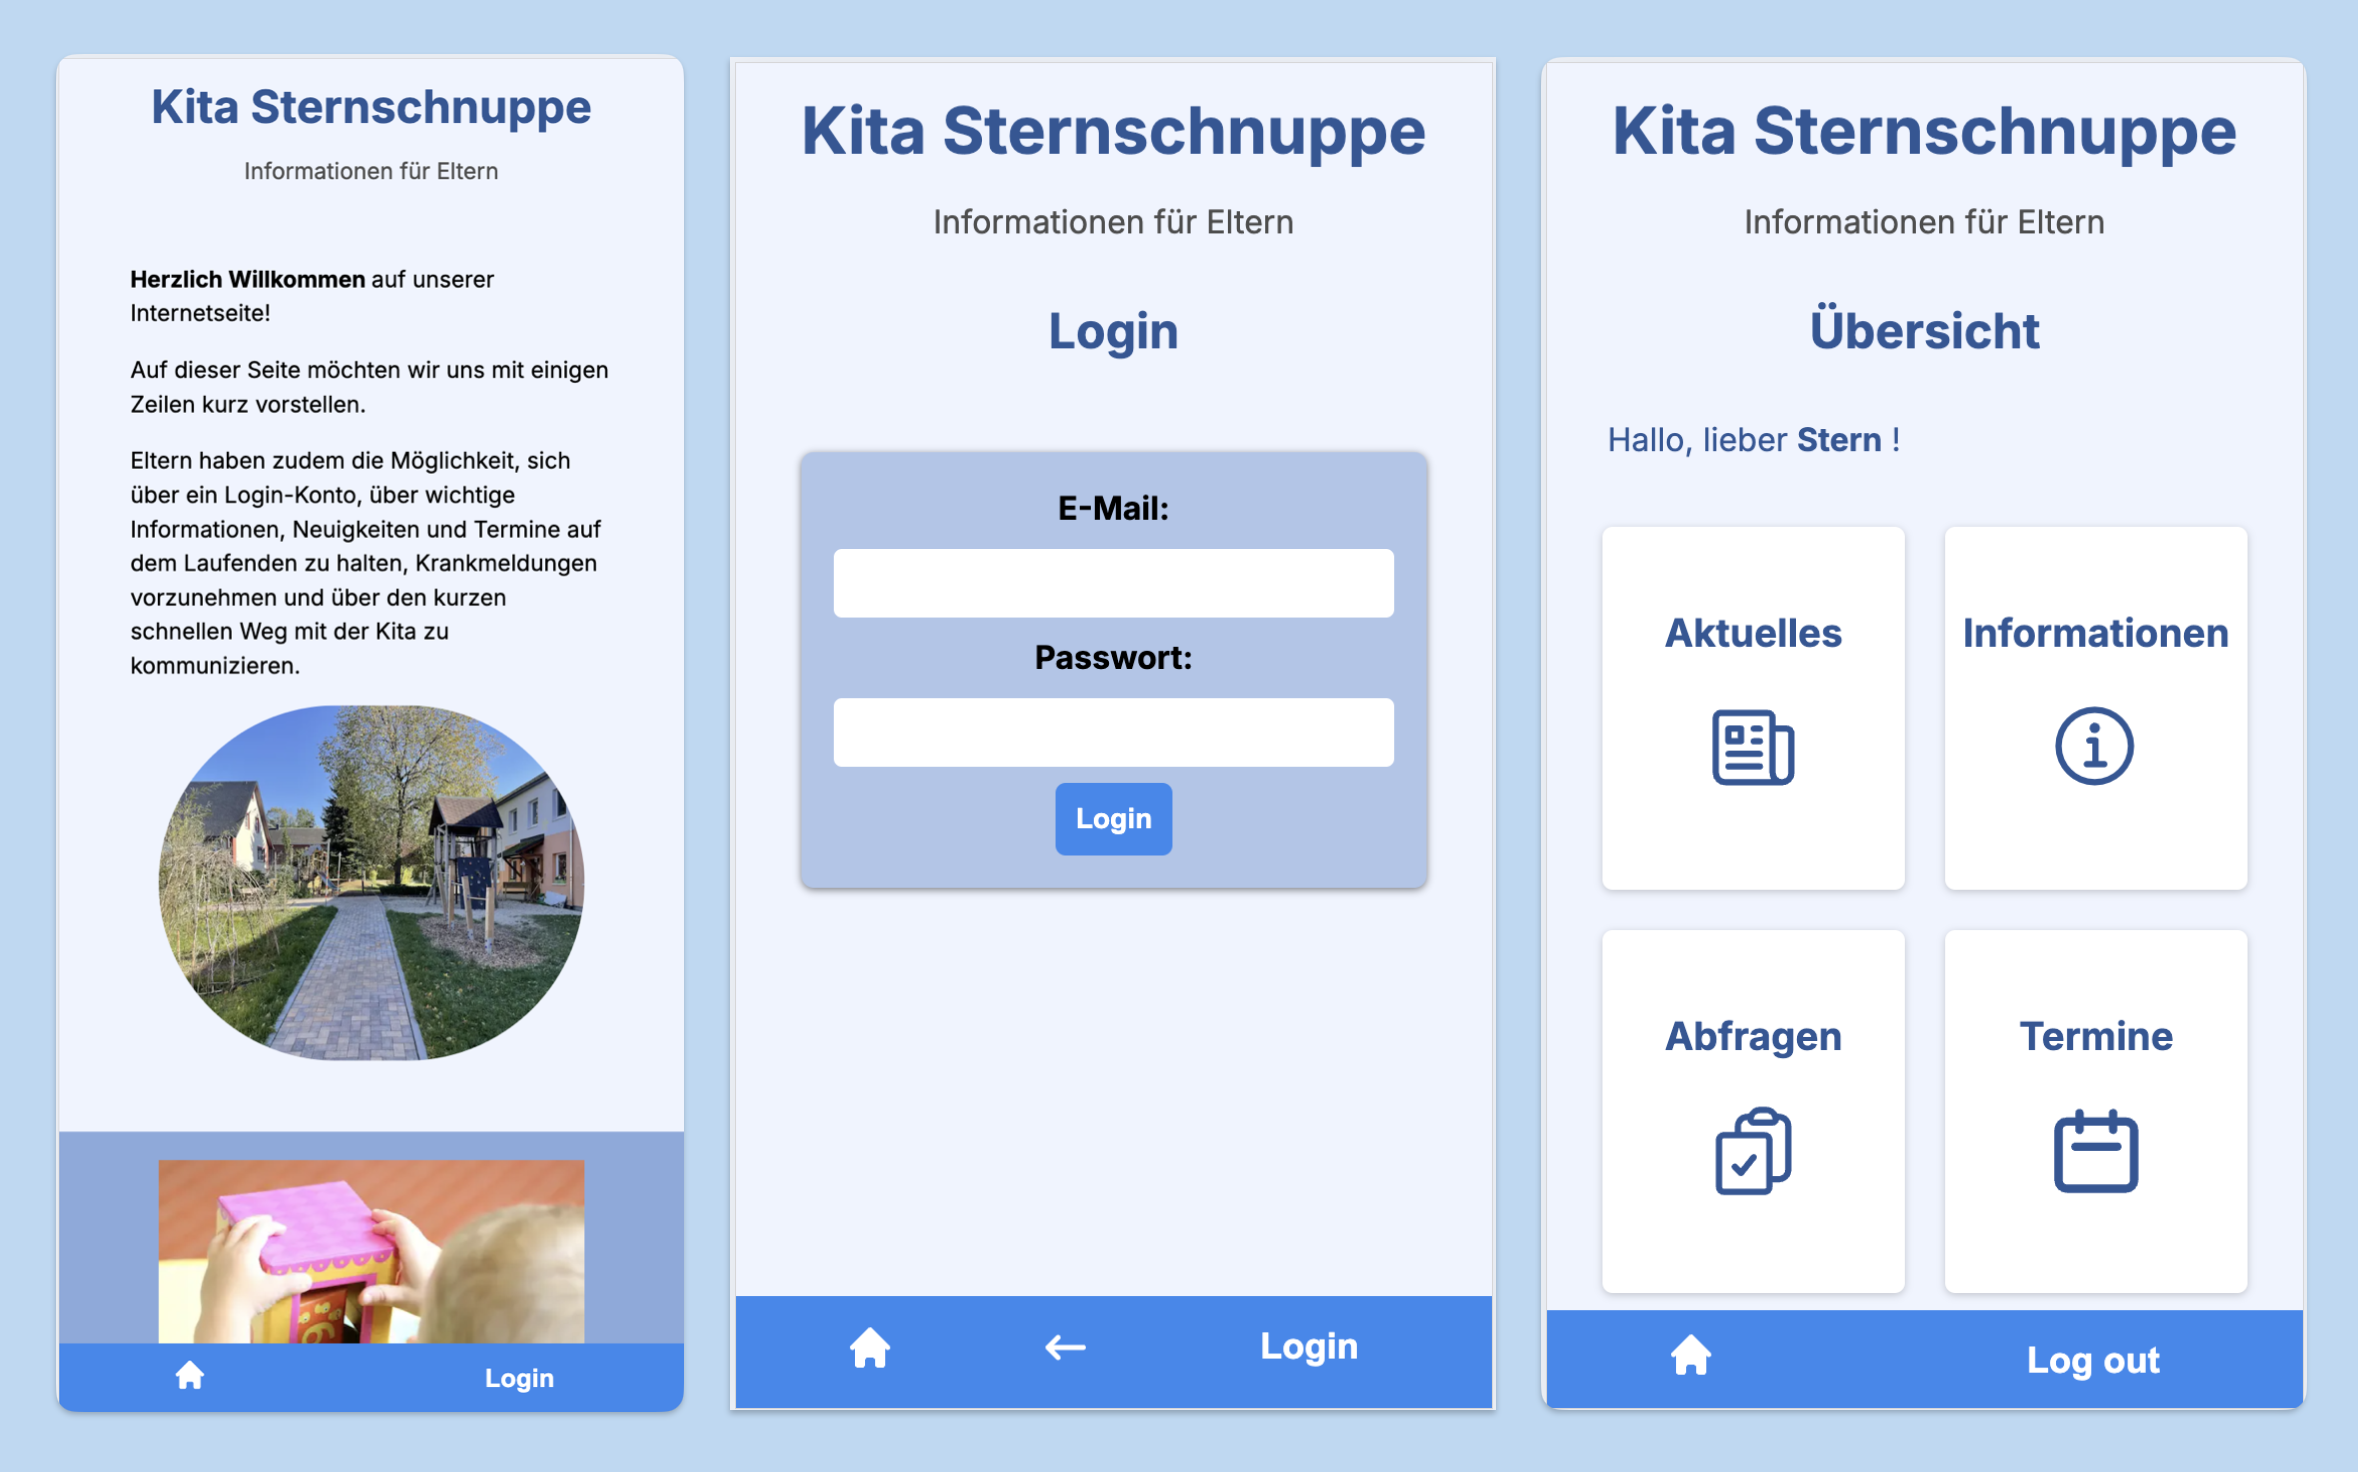 Kita Sternschnuppe
Informationen für Eltern
Herzlich Willkommen auf unserer
Internetseite!
Auf dieser Seite möchten wir uns mit einigen
Zeilen kurz vorstellen.
Eltern haben zudem die Möglichkeit, sich
über ein Login-Konto, über wichtige
Informationen, Neuigkeiten und Termine auf
dem Laufenden zu halten, Krankmeldungen
vorzunehmen und über den kurzen
schnellen Weg mit der Kita zu
kommunizieren.
Login
Kita Sternschnuppe
Informationen für Eltern
Login
E-Mail:
Passwort:
Login
Login
Kita Sternschnuppe
Informationen für Eltern
Übersicht
Hallo, lieber Stern !
Aktuelles
Informationen
Abfragen
Termine
Log out